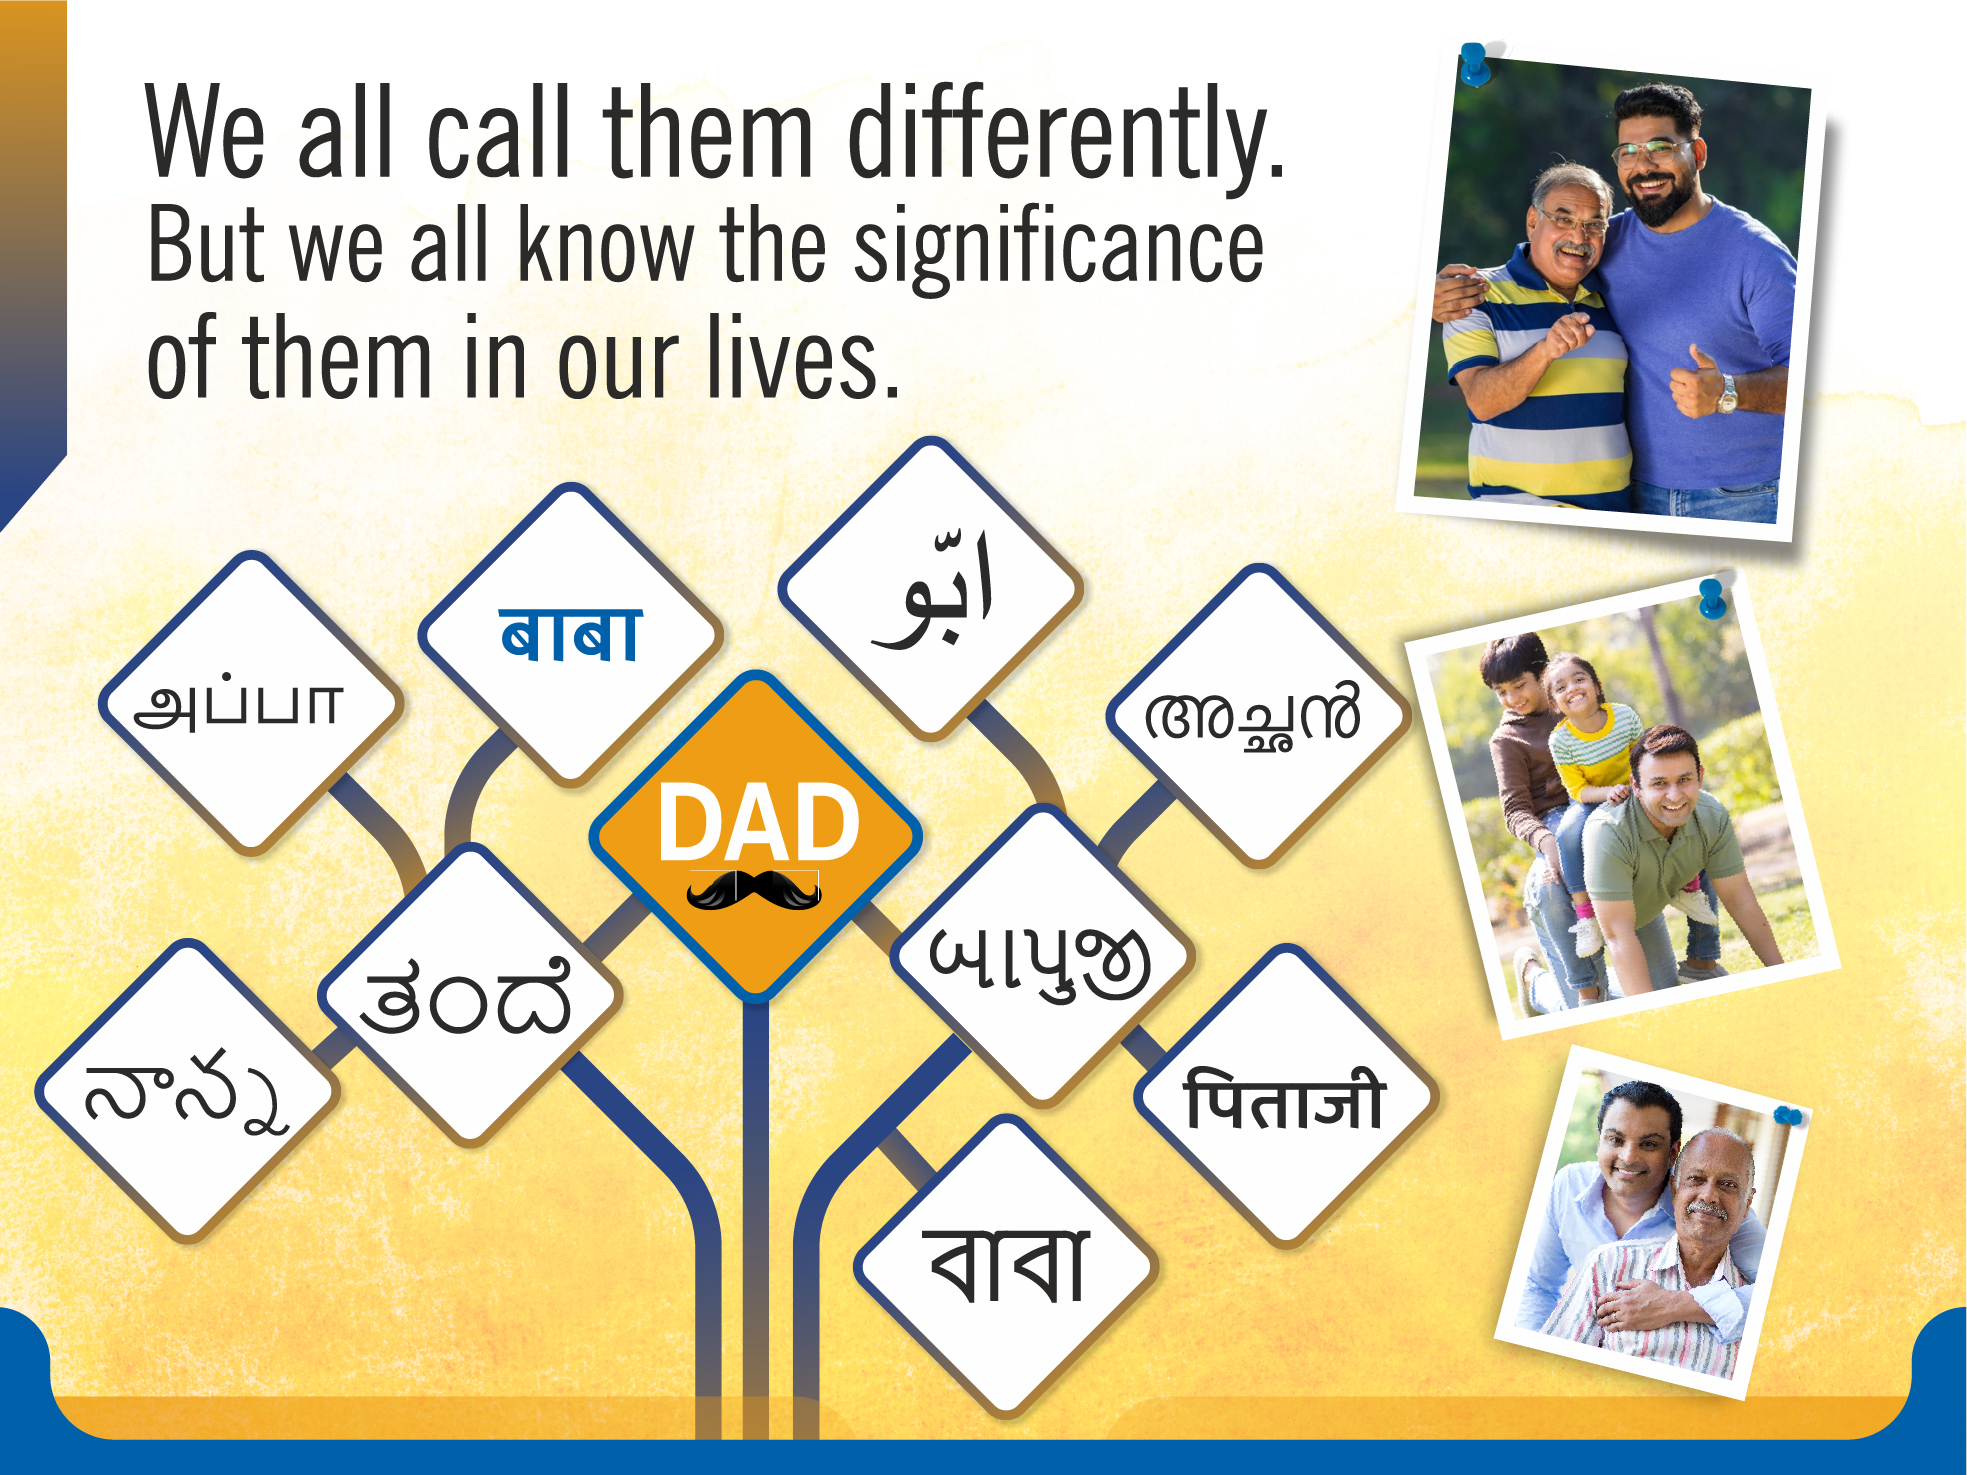 We all call them differently.
But we all know the significance
of them in our lives.
அப்பா
बाबा
ابّو
അച്ഛൻ
DAD
ತಂದೆ
બાપુજી
నాన్న
पिताजी
বাবা